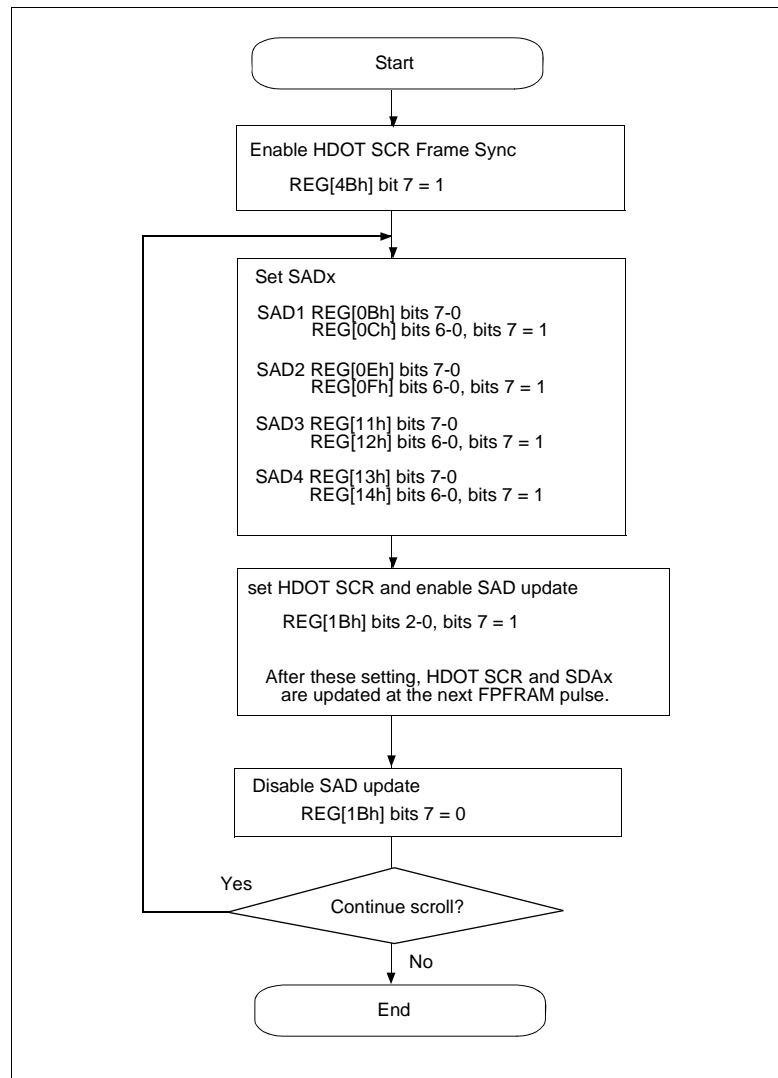 Start
Enable HDOT SCR Frame Sync
REG[4Bh] bit 7 = 1
Set SADx
SAD1 REG[0Bh] bits 7-0
REG[0Ch] bits 6-0, bits 7 = 1
SAD2 REG[0Eh] bits 7-0
REG[0Fh] bits 6-0, bits 7 = 1
SAD3 REG[11h] bits 7-0
REG[12h] bits 6-0, bits 7 = 1
SAD4 REG[13h] bits 7-0
REG[14h] bits 6-0, bits 7 = 1
set HDOT SCR and enable SAD update
REG[1Bh] bits 2-0, bits 7 = 1
After these setting, HDOT SCR and SDAx
are updated at the next FPFRAM pulse.
Disable SAD update
REG[1Bh] bits 7 = 0
Yes
Continue scroll?
No
End